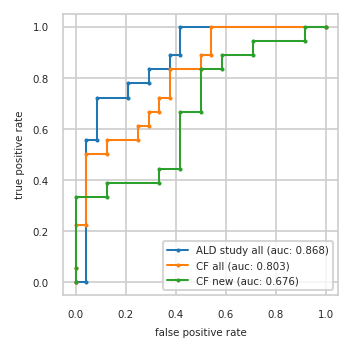 1.0
0.8
0.6
0.4
0.2
0.0
true positive rate
ALD study all (auc: 0.868)
CF all (auc: 0.803)
CF new (auc: 0.676)
0.0 0.2 0.4 0.6 0.8 1.0
false positive rate